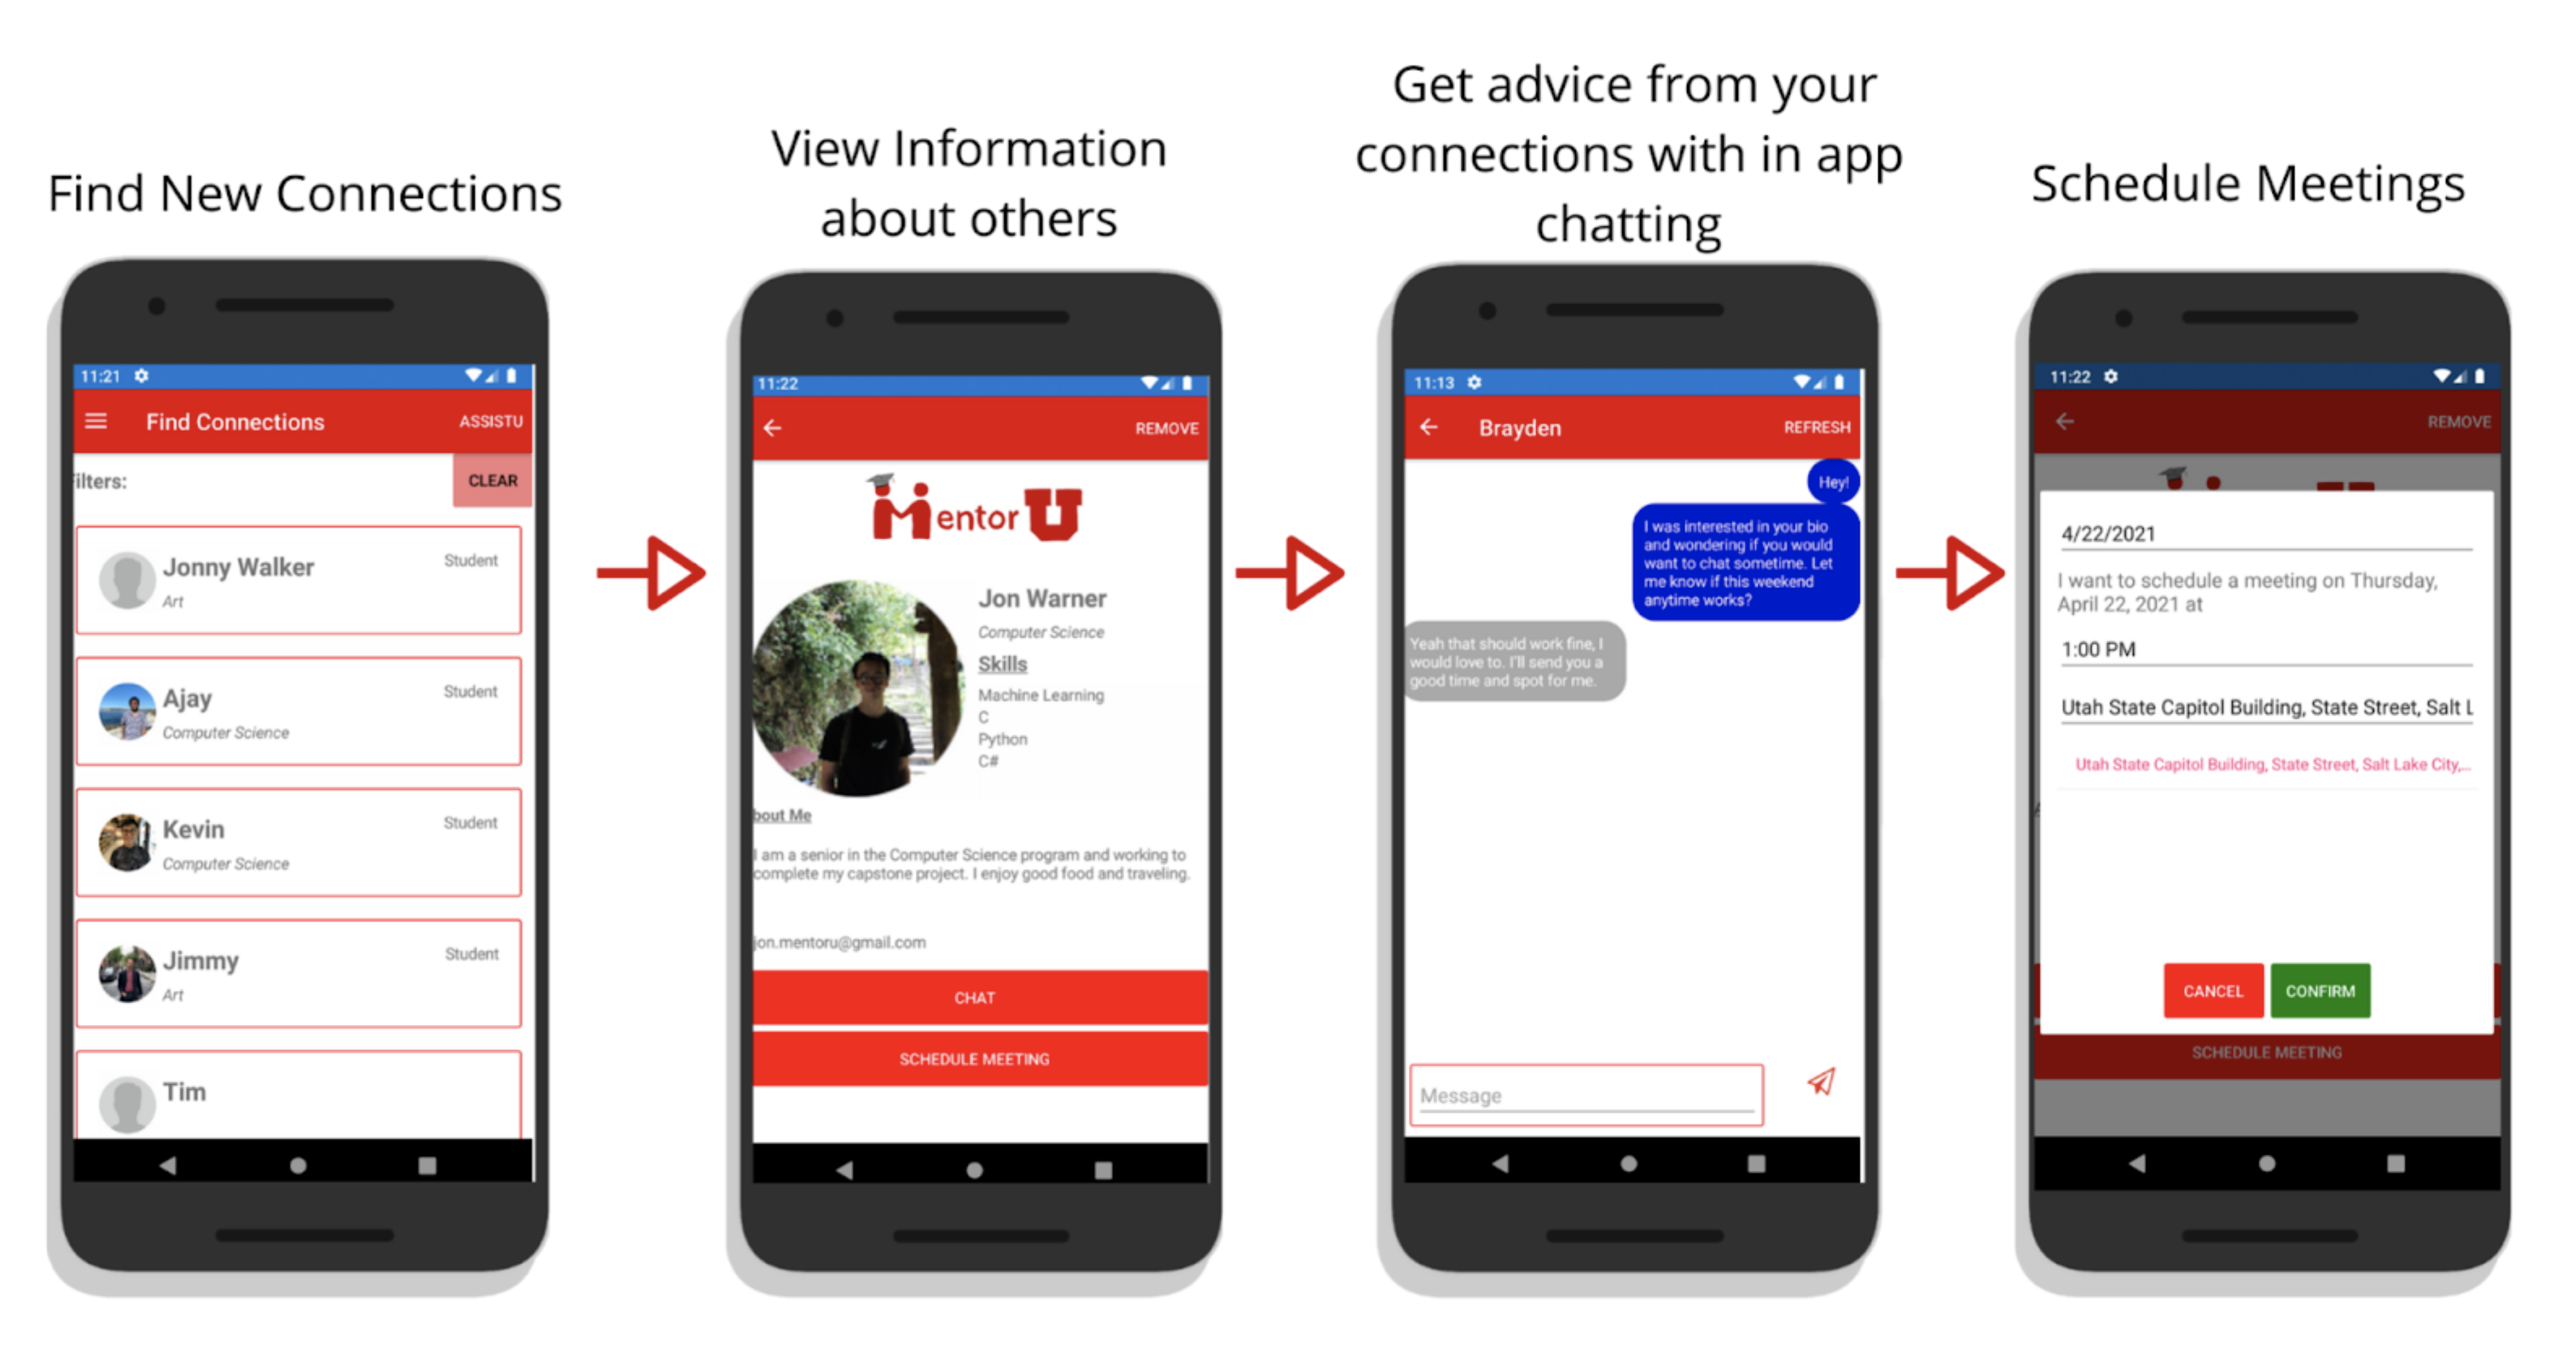 Find New Connections
11:21
Find Connections
ASSISTU
ilters:
CLEAR
Jonny Walker
Student
Art
Ajay
Student
Computer Science
Kevin
Student
Computer Science
Jimmy
Student
Art
Tim
View Information
about others
11:22
REMOVE
Mentor U
Jon Warner
Computer Science
Skills
Machine Learning
C
Python
C#
bout Me
I am a senior in the Computer Science program and working to
complete my capstone project. I enjoy good food and traveling.
jon.mentoru@gmail.com
CHAT
SCHEDULE MEETING
Get advice from your
connections with in app
chatting
11:13
Brayden
REFRESH
Hey!
I was interested in your bio
and wondering if you would
want to chat sometime. Let
me know if this weekend
anytime works?
Yeah that should work fine, I
would love to. I'll send you a
good time and spot for me.
Message
Schedule Meetings
11:22
REMOVE
4/22/2021
I want to schedule a meeting on Thursday,
April 22, 2021 at
1:00 PM
Utah State Capitol Building, State Street, Salt L
Utah State Capitol Building, State Street, Salt Lake City,...
CANCEL
CONFIRM
SCHEDULE MEETING